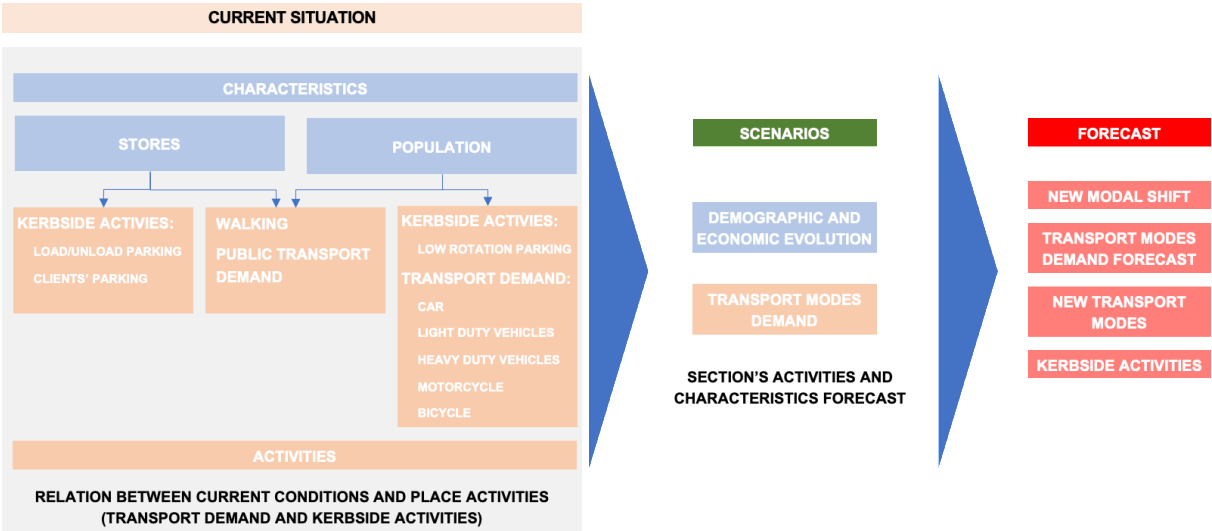 CURRENT SITUATION
CHARACTERISTICS
STORES
POPULATION
KERBSIDE ACTIVIES:
LOAD/UNLOAD PARKING
CLIENTS' PARKING
WALKING
PUBLIC TRANSPORT
DEMAND
KERBSIDE ACTIVIES:
LOW ROTATION PARKING
TRANSPORT DEMAND:
CAR
LIGHT DUTY VEHICLES
HEAVY DUTY VEHICLES
MOTORCYCLE
BICYCLE
ACTIVITIES
RELATION BETWEEN CURRENT CONDITIONS AND PLACE ACTIVITIES
(TRANSPORT DEMAND AND KERBSIDE ACTIVITIES)
SCENARIOS
DEMOGRAPHIC AND
ECONOMIC EVOLUTION
TRANSPORT MODES
DEMAND
SECTION'S ACTIVITIES AND
CHARACTERISTICS FORECAST
FORECAST
NEW MODAL SHIFT
TRANSPORT MODES
DEMAND FORECAST
NEW TRANSPORT
MODES
KERBSIDE ACTIVITIES